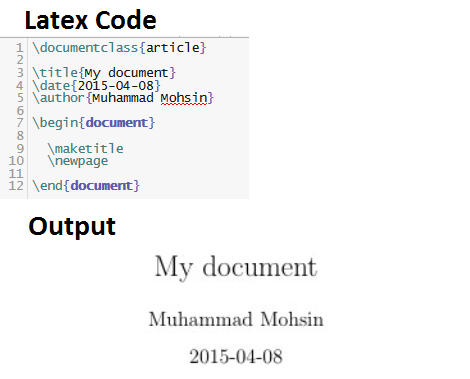 Latex Code
1 \documentclass{article}
2
3 \title{My document}
4 \date{2015-04-08}
5 \author{Muhammad Mohsin}
6
7 \begin{document}
8
9 \maketitle
10 \newpage
11
12 \end{document}
Output
My document
Muhammad Mohsin
2015-04-08